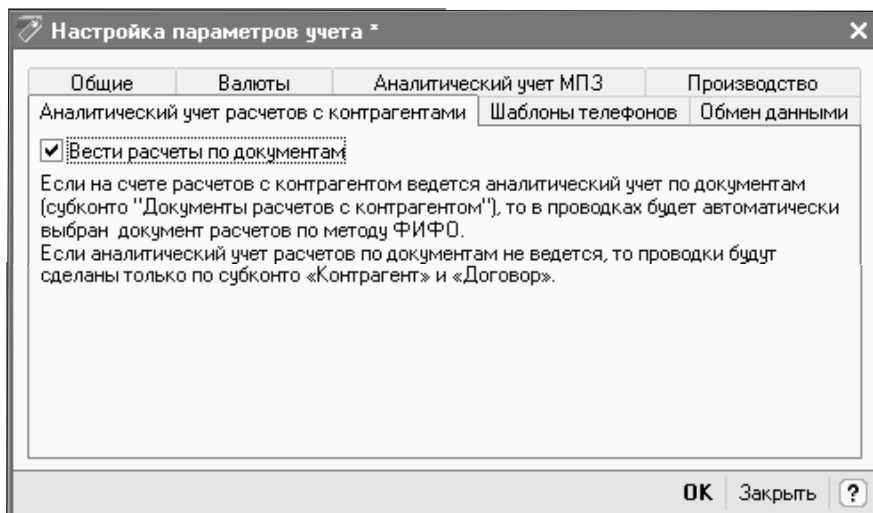 Настройка параметров учета *
Общие Валюты Аналитический учет МПЗ Производство
Аналитический учет расчетов с контрагентами Шаблоны телефонов Обмен данными
Вести расчеты по документам
Если на счете расчетов с контрагентом ведется аналитический учет по документам
(субконто "Документы расчетов с контрагентом"), то в проводках будет автоматически
выбран документ расчетов по методу ФИФО.
Если аналитический учет расчетов по документам не ведется, то проводки будут
сделаны только по субконто «Контрагент» и «Договор».
OK Закрыть ?